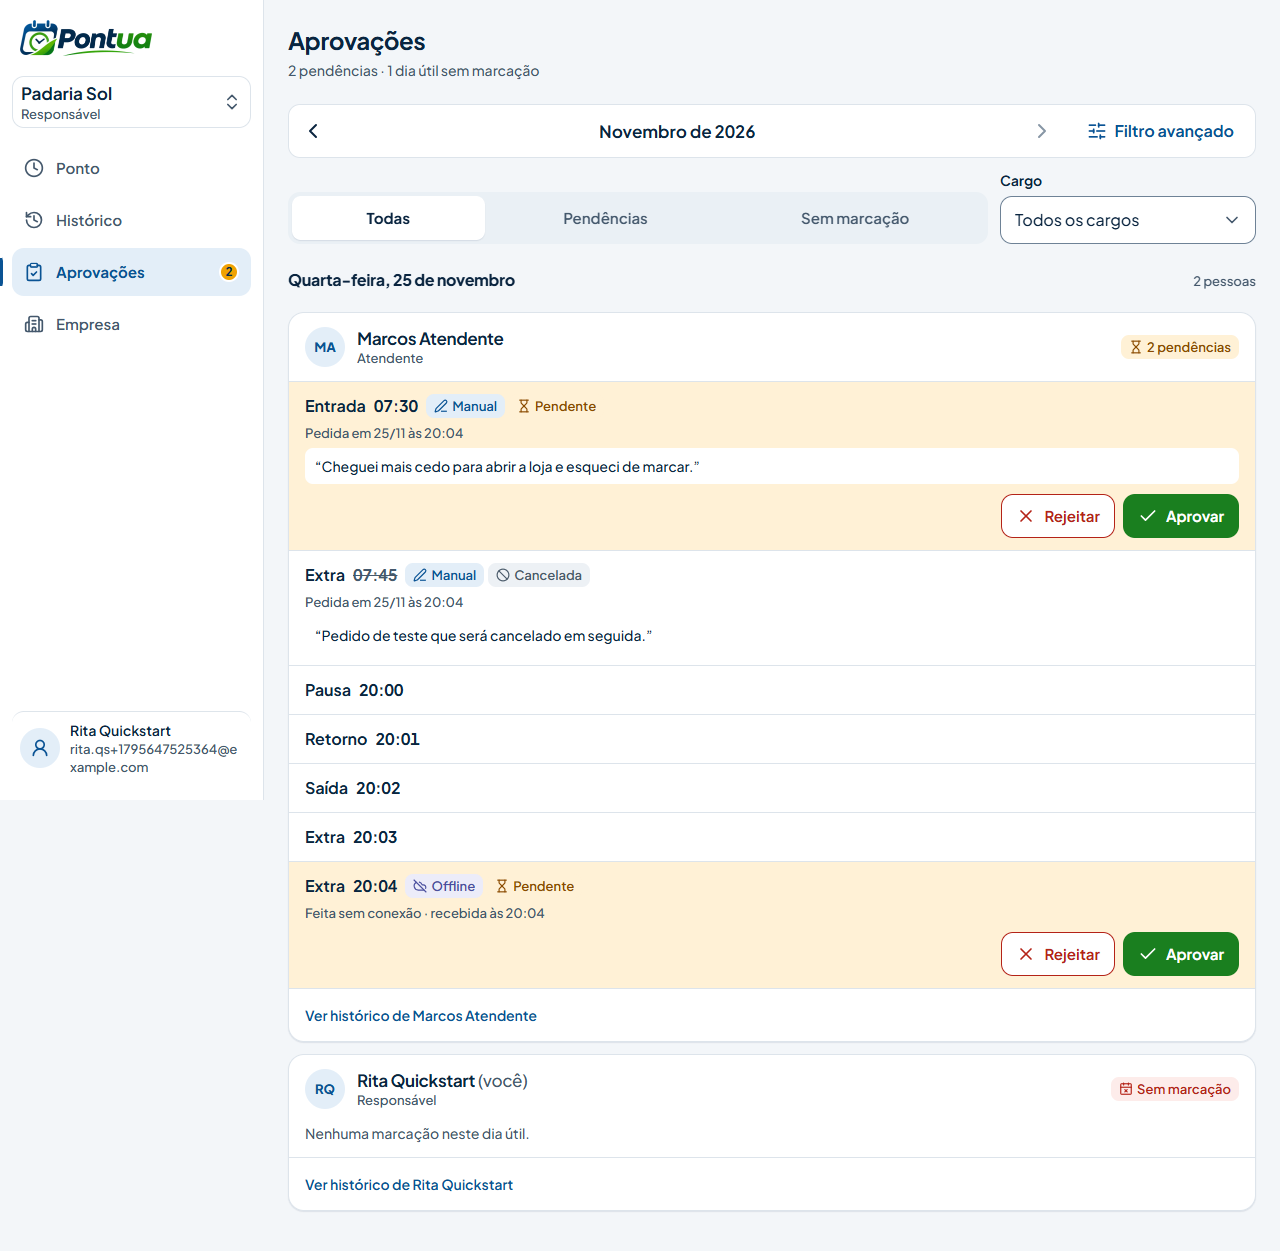 Pontua
Padaria Sol
Responsável
Ponto
Histórico
Aprovações 2
Empresa
Rita Quickstart
rita.qs+1795647525364@e
xample.com
Aprovações
2 pendências · 1 dia útil sem marcação
Novembro de 2026
Filtro avançado
Todas
Pendências
Sem marcação
Cargo
Todos os cargos
Quarta-feira, 25 de novembro
2 pessoas
MA
Marcos Atendente
Atendente
2 pendências
Entrada 07:30 Manual Pendente
Pedida em 25/11 às 20:04
“Cheguei mais cedo para abrir a loja e esqueci de marcar.”
Rejeitar
Aprovar
Extra 07:45 Manual Cancelada
Pedida em 25/11 às 20:04
“Pedido de teste que será cancelado em seguida.”
Pausa 20:00
Retorno 20:01
Saída 20:02
Extra 20:03
Extra 20:04 Offline Pendente
Feita sem conexão · recebida às 20:04
Rejeitar
Aprovar
Ver histórico de Marcos Atendente
RQ
Rita Quickstart (você)
Responsável
Sem marcação
Nenhuma marcação neste dia útil.
Ver histórico de Rita Quickstart